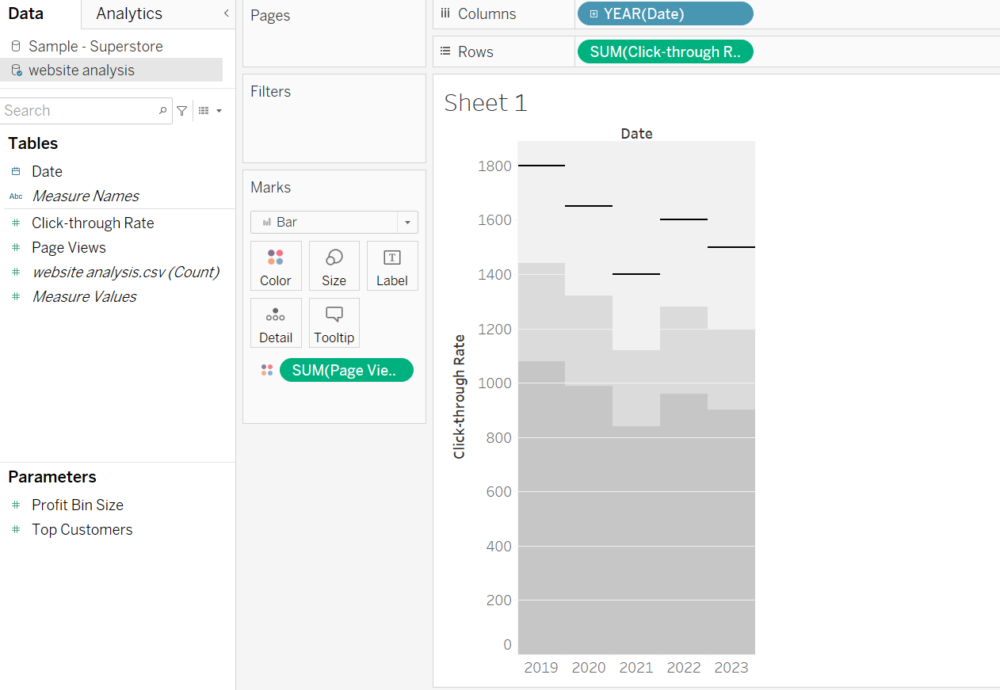 Data
Analytics
Sample - Superstore
website analysis
Search
Tables
Date
Abc Measure Names
Click-through Rate
Page Views
website analysis.csv (Count)
Measure Values
Parameters
Profit Bin Size
Top Customers
Pages
Filters
Marks
Bar
Color
Size
T
Label
Detail
Tooltip
SUM(Page Vie..
Columns
YEAR(Date)
Rows
SUM(Click-through R..
Sheet 1
Date
Click-through Rate
1800
1600
1400
1200
1000
800
600
400
200
0
2019 2020 2021 2022 2023